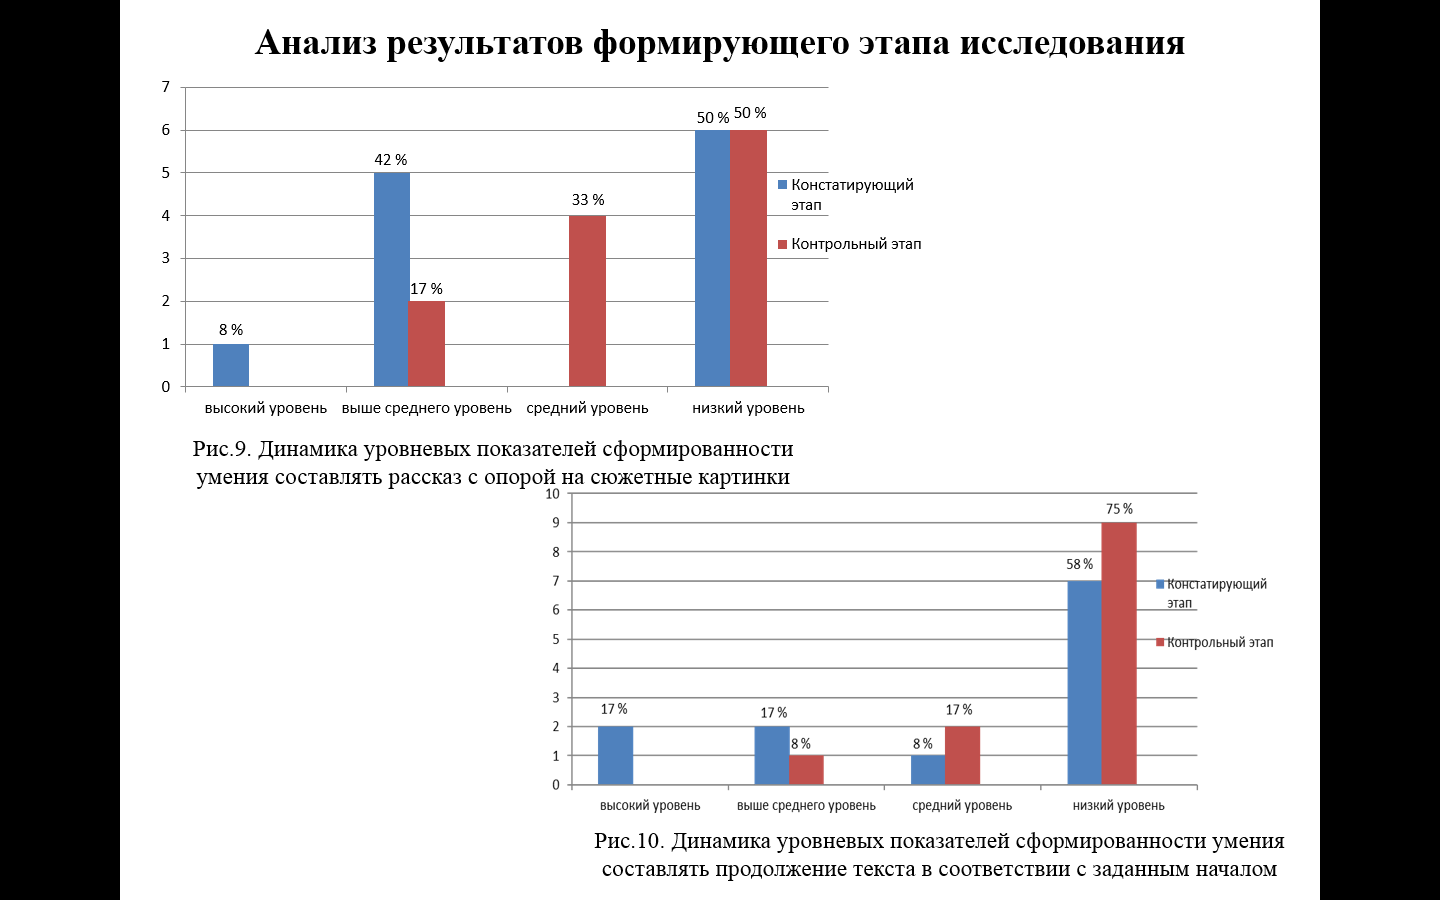 Анализ результатов формирующего этапа исследования
7
6
5
4
3
2
1
0
8 %
42 %
17 %
33 %
50 %
50 %
высокий уровень
выше среднего уровень
средний уровень
низкий уровень
Констатирующий
этап
Контрольный этап
Рис.9. Динамика уровневых показателей сформированности
умения составлять рассказ с опорой на сюжетные картинки
10
9
8
7
6
5
4
3
2
1
0
17 %
17 %
8 %
8 %
17 %
58 %
75 %
высокий уровень
выше среднего уровень
средний уровень
низкий уровень
Констатирующий
этап
Контрольный этап
Рис.10. Динамика уровневых показателей сформированности умения
составлять продолжение текста в соответствии с заданным началом